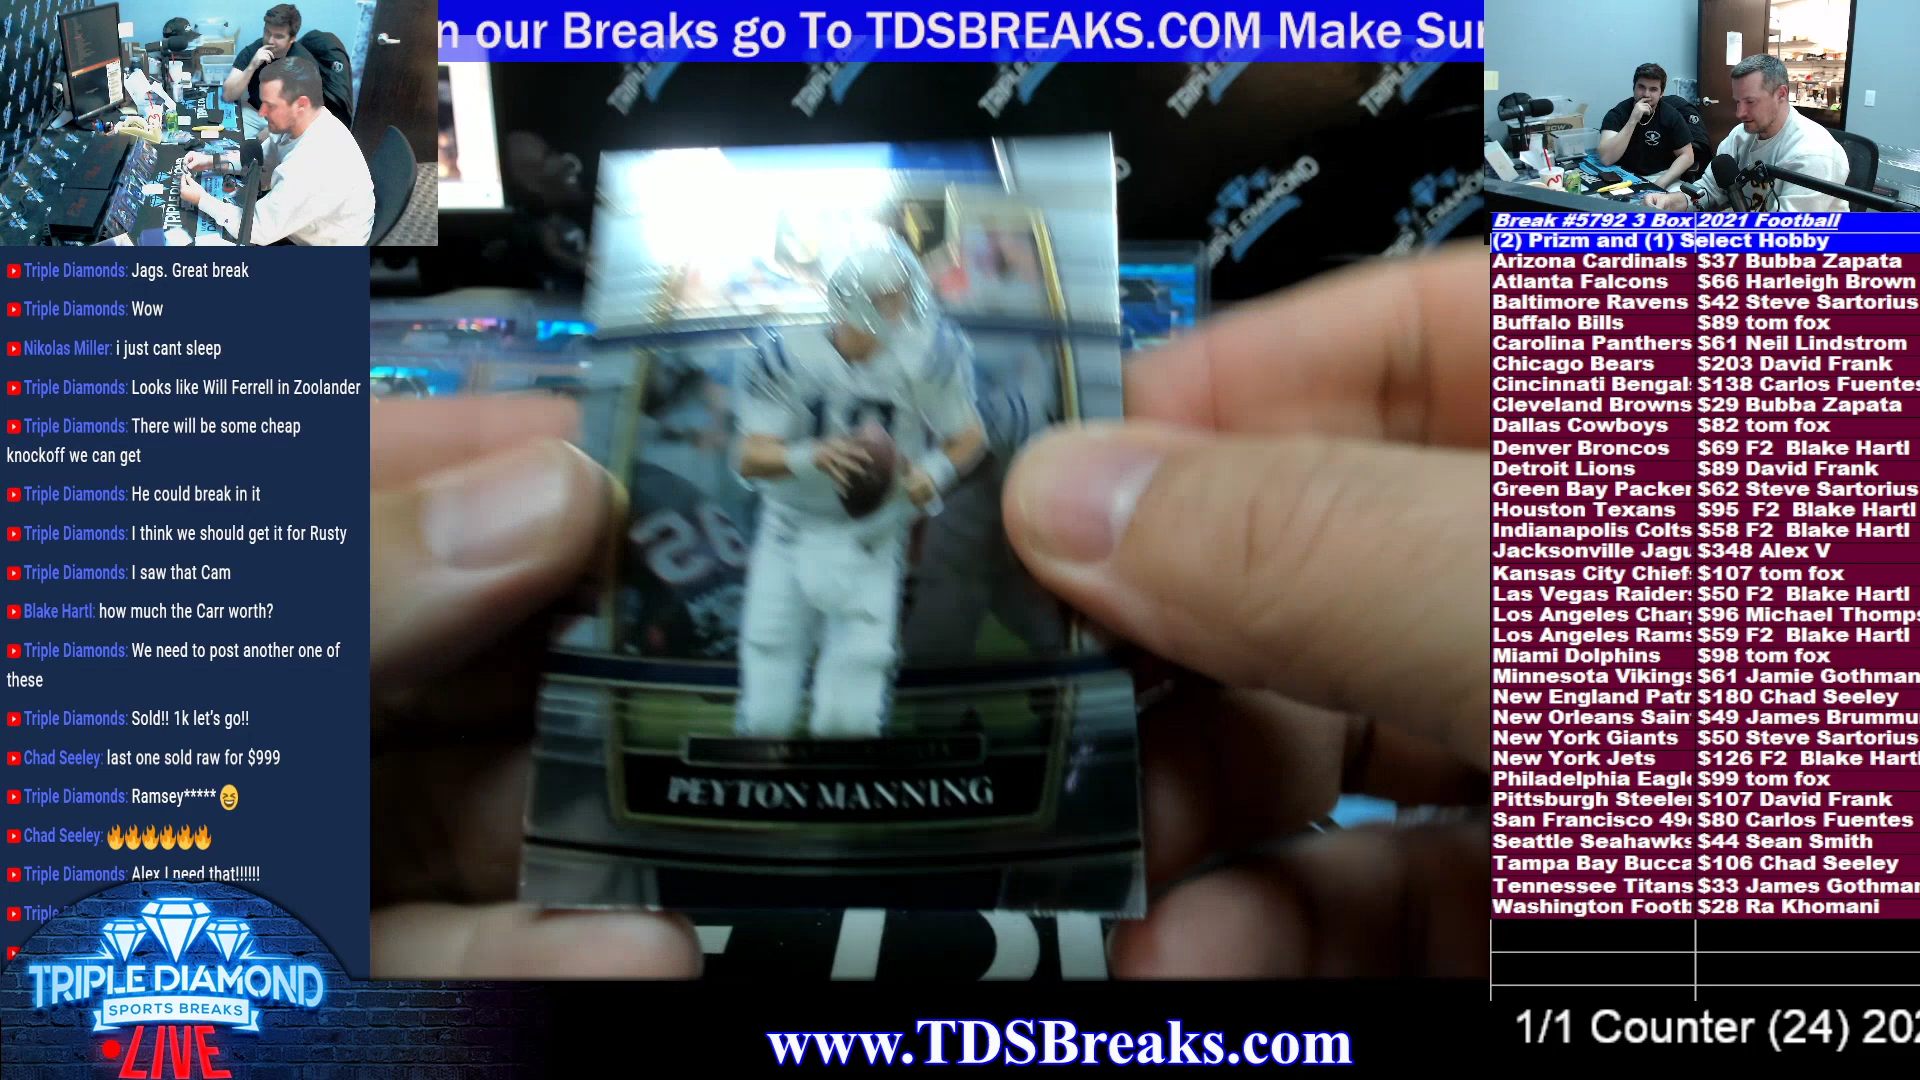 n our Breaks go To TDSBREAKS.COM Make Sur
Triple Diamonds: Jags. Great break
Triple Diamonds: Wow
Nikolas Miller: i just cant sleep
Triple Diamonds: Looks like Will Ferrell in Zoolander
Triple Diamonds: There will be some cheap
knockoff we can get
Triple Diamonds: He could break in it
Triple Diamonds: I think we should get it for Rusty
Triple Diamonds: I saw that Cam
Blake Hartl: how much the Carr worth?
Triple Diamonds: We need to post another one of
these
Triple Diamonds: Sold!! 1k let's go!!
Chad Seeley: last one sold raw for $999
Triple Diamonds: Ramsey***** 😆
Chad Seeley: 🔥🔥🔥🔥🔥🔥
Triple Diamonds: Alex I need that!!!!!!
Triple
TRIPLE DIAMOND
SPORTS BREAKS
LIVE
TRIPLE DIAMOND
26
PEYTON MANNING
www.TDSBreaks.com
Break #5792 3 Box 2021 Football
(2) Prizm and (1) Select Hobby
Arizona Cardinals $37 Bubba Zapata
Atlanta Falcons $66 Harleigh Brown
Baltimore Ravens $42 Steve Sartorius
Buffalo Bills $89 tom fox
Carolina Panthers $61 Neil Lindstrom
Chicago Bears $203 David Frank
Cincinnati Bengals $138 Carlos Fuentes
Cleveland Browns $29 Bubba Zapata
Dallas Cowboys $82 tom fox
Denver Broncos $69 F2 Blake Hartl
Detroit Lions $89 David Frank
Green Bay Packer $62 Steve Sartorius
Houston Texans $95 F2 Blake Hartl
Indianapolis Colts $58 F2 Blake Hartl
Jacksonville Jagu $348 Alex V
Kansas City Chiefs $107 tom fox
Las Vegas Raiders $50 F2 Blake Hartl
Los Angeles Charg $96 Michael Thomps
Los Angeles Rams $59 F2 Blake Hartl
Miami Dolphins $98 tom fox
Minnesota Vikings $61 Jamie Gothman
New England Patr $180 Chad Seeley
New Orleans Sain $49 James Brummu
New York Giants $50 Steve Sartorius
New York Jets $126 F2 Blake Hartl
Philadelphia Eagle $99 tom fox
Pittsburgh Steeler $107 David Frank
San Francisco 49 $80 Carlos Fuentes
Seattle Seahawks $44 Sean Smith
Tampa Bay Bucca $106 Chad Seeley
Tennessee Titans $33 James Gothman
Washington Footb $28 Ra Khomani
1/1 Counter (24) 202